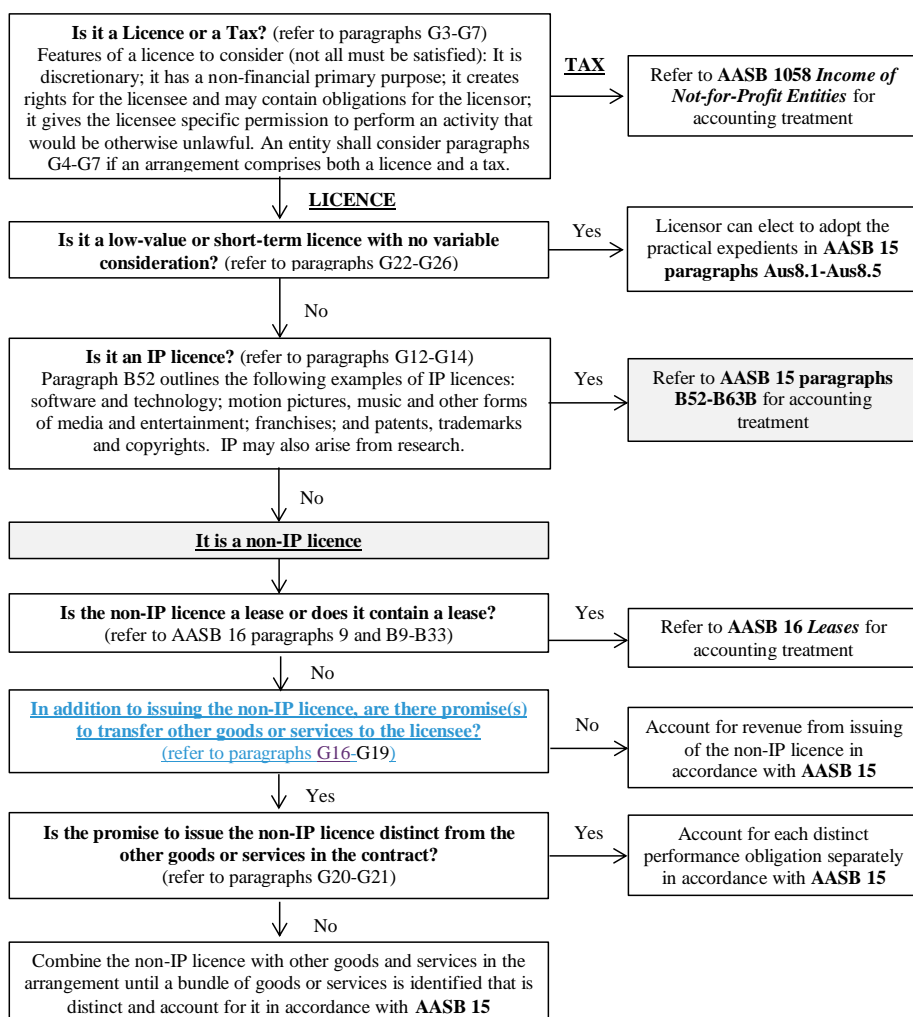 Is it a Licence or a Tax? (refer to paragraphs G3-G7)
Features of a licence to consider (not all must be satisfied): It is
discretionary; it has a non-financial primary purpose; it creates
rights for the licensee and may contain obligations for the licensor;
it gives the licensee specific permission to perform an activity that
would be otherwise unlawful. An entity shall consider paragraphs
G4-G7 if an arrangement comprises both a licence and a tax.
TAX
Refer to AASB 1058 Income of
Not-for-Profit Entities for
accounting treatment
LICENCE
Is it a low-value or short-term licence with no variable
consideration? (refer to paragraphs G22-G26)
Yes
Licensor can elect to adopt the
practical expedients in AASB 15
paragraphs Aus8.1-Aus8.5
No
Is it an IP licence? (refer to paragraphs G12-G14)
Paragraph B52 outlines the following examples of IP licences:
software and technology; motion pictures, music and other forms
of media and entertainment; franchises; and patents, trademarks
and copyrights. IP may also arise from research.
Yes
Refer to AASB 15 paragraphs
B52-B63B for accounting
treatment
No
It is a non-IP licence
Is the non-IP licence a lease or does it contain a lease?
(refer to AASB 16 paragraphs 9 and B9-B33)
Yes
Refer to AASB 16 Leases for
accounting treatment
No
In addition to issuing the non-IP licence, are there promise(s)
to transfer other goods or services to the licensee?
(refer to paragraphs G16-G19)
No
Account for revenue from issuing
of the non-IP licence in
accordance with AASB 15
Yes
Is the promise to issue the non-IP licence distinct from the
other goods or services in the contract?
(refer to paragraphs G20-G21)
Yes
Account for each distinct
performance obligation separately
in accordance with AASB 15
No
Combine the non-IP licence with other goods and services in the
arrangement until a bundle of goods or services is identified that is
distinct and account for it in accordance with AASB 15